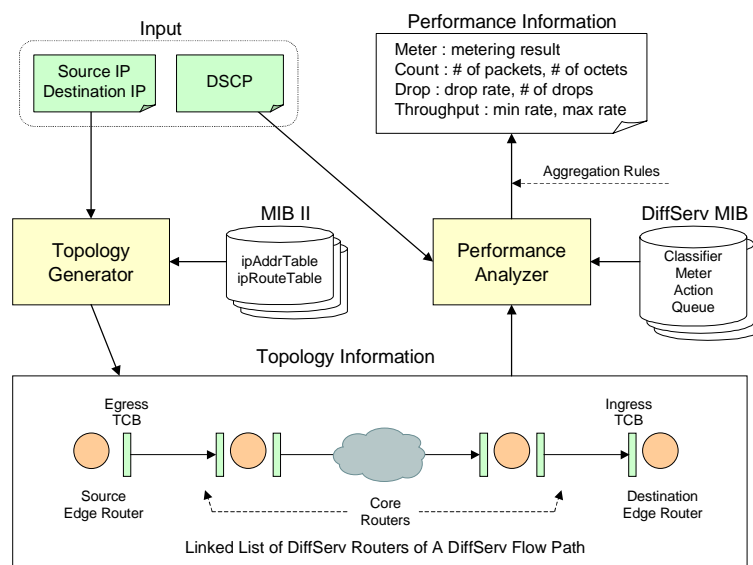 Input
Source IP
Destination IP
DSCP
Performance Information
Meter : metering result
Count : # of packets, # of octets
Drop : drop rate, # of drops
Throughput : min rate, max rate
Aggregation Rules
Topology
Generator
MIB II
ipAddrTable
ipRouteTable
Performance
Analyzer
DiffServ MIB
Classifier
Meter
Action
Queue
Topology Information
Egress
TCB
Ingress
TCB
Source
Edge Router
Core
Routers
Destination
Edge Router
Linked List of DiffServ Routers of A DiffServ Flow Path